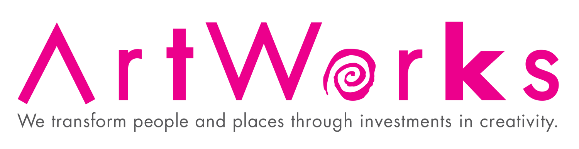 ArtWorks
We transform people and places through investments in creativity.